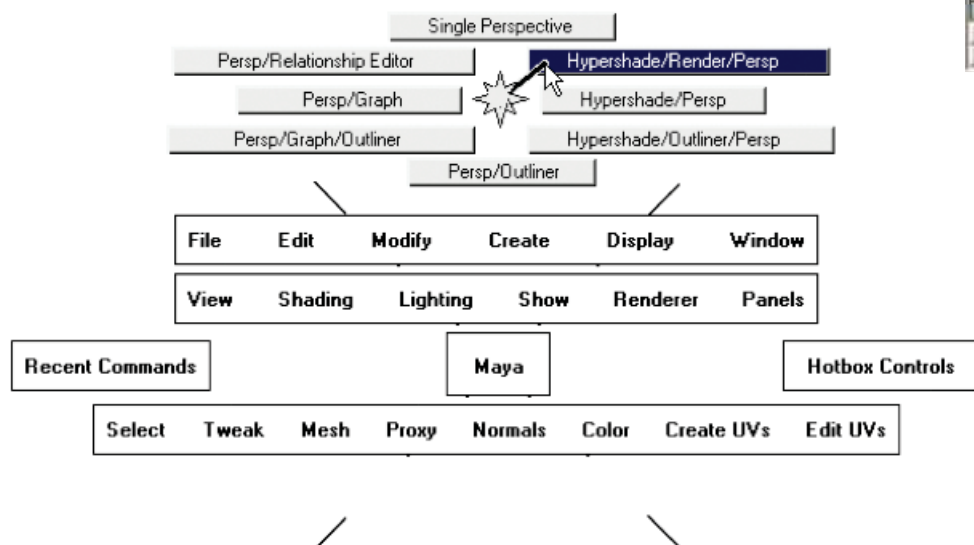 Single Perspective
Persp/Relationship Editor Hypershade/Render/Persp
Persp/Graph Hypershade/Persp
Persp/Graph/Outliner Hypershade/Outliner/Persp
Persp/Outliner
File Edit Modify Create Display Window
View Shading Lighting Show Renderer Panels
Recent Commands Maya Hotbox Controls
Select Tweak Mesh Proxy Normals Color Create UVs Edit UVs